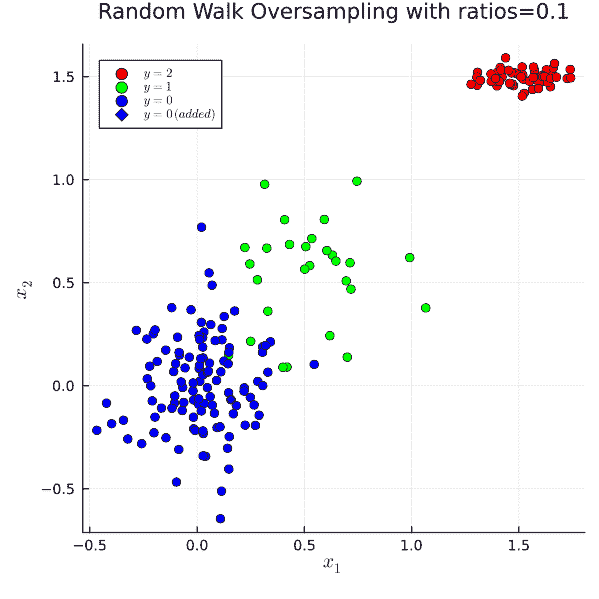 Random Walk Oversampling with ratios=0.1
y = 2
y = 1
y = 0
y = 0(added)
1.5
1.0
0.5
0.0
−0.5
x₂
−0.5 0.0 0.5 1.0 1.5
x₁